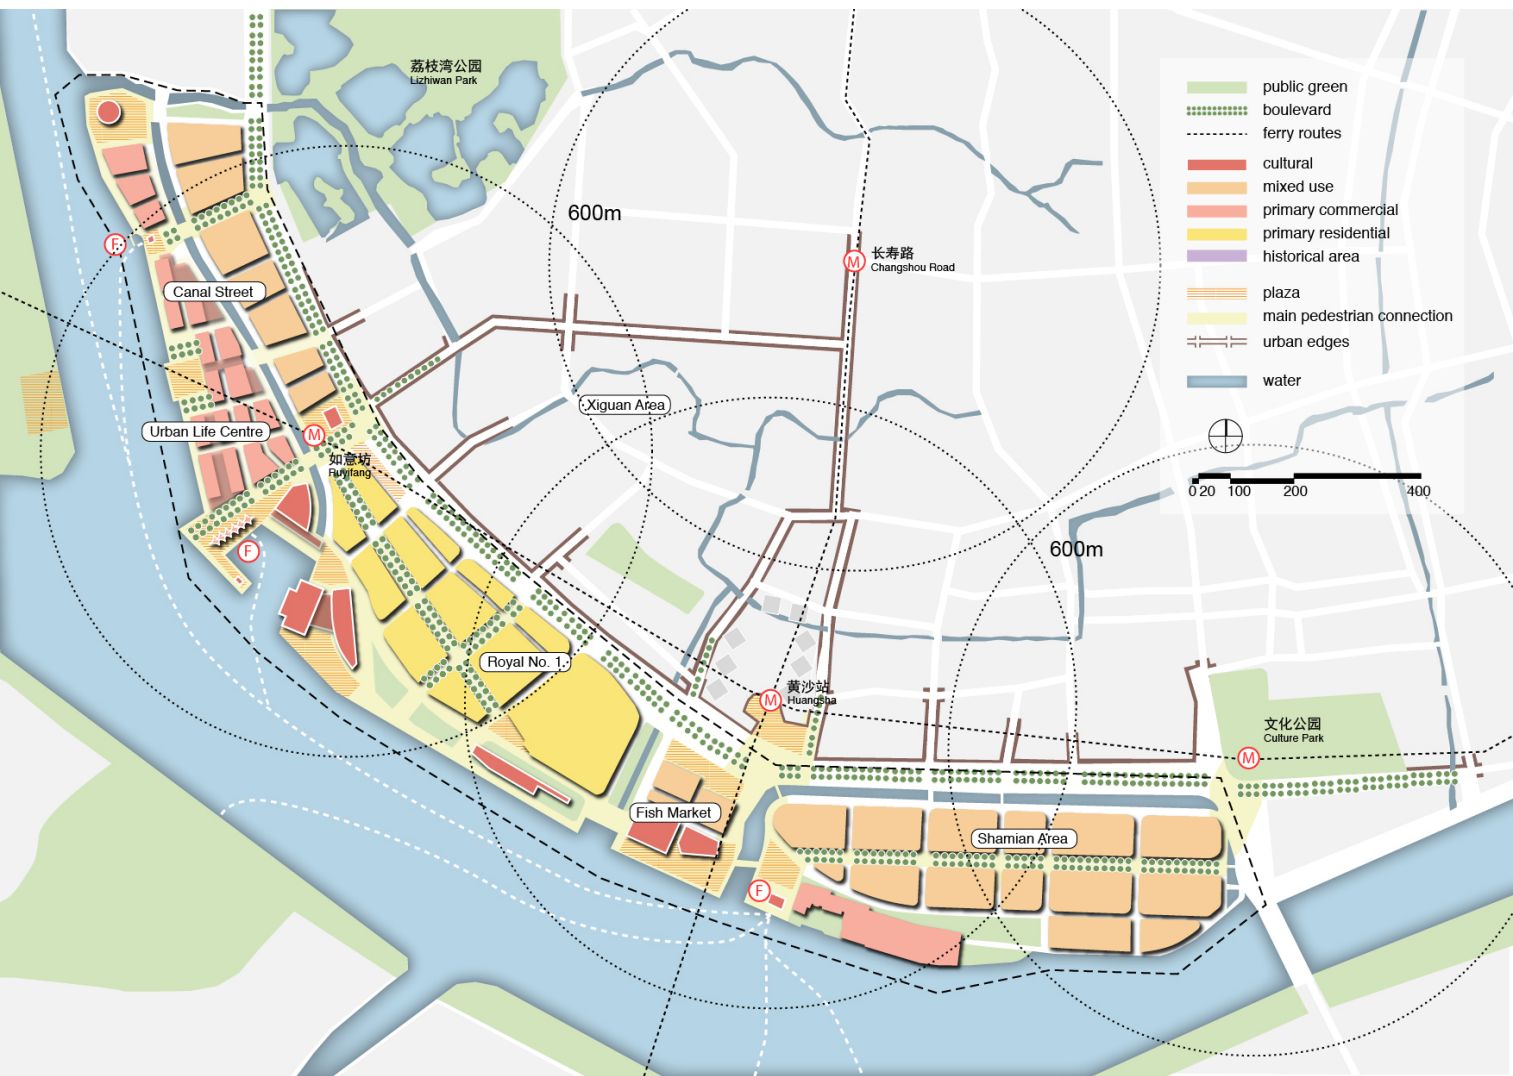 荔枝湾公园
Lizhiwan Park
600m
长寿路
Changshou Road
M
F
Canal Street
Xiguan Area
Urban Life Centre
M
如意坊
Ruyifang
F
Royal No. 1
600m
黄沙站
Huangsha
M
文化公园
Culture Park
M
Fish Market
Shamian Area
F
public green
boulevard
ferry routes
cultural
mixed use
primary commercial
primary residential
historical area
plaza
main pedestrian connection
urban edges
water
0 20 100 200 400